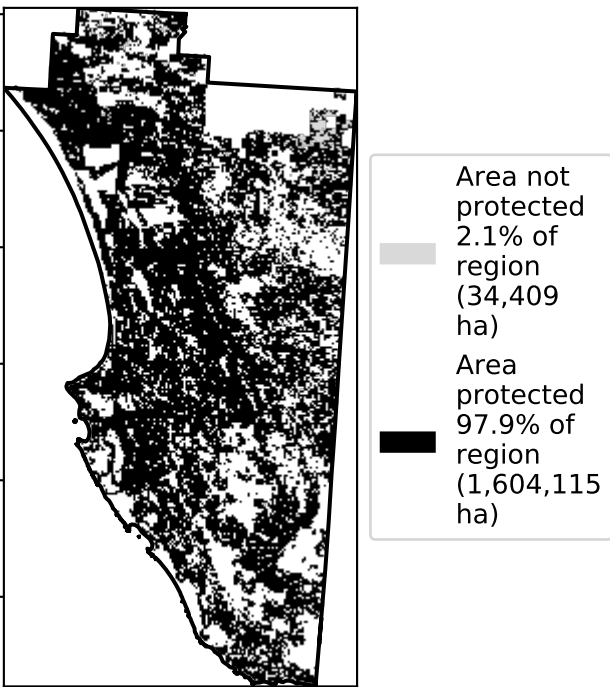 Area not
protected
2.1% of
region
(34,409
ha)
Area
protected
97.9% of
region
(1,604,115
ha)